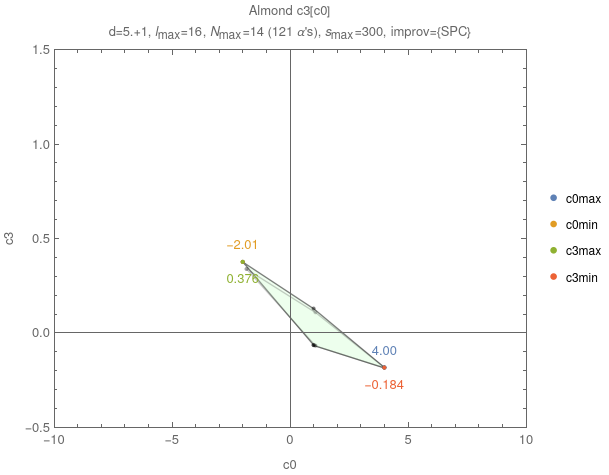 Almond c3[c0]
d=5.+1, lmax=16, Nmax=14 (121 α's), smax=300, improv={SPC}
1.5
1.0
c3
0.5
0.0
−0.5
−2.01
0.376
4.00
−0.184
−10
−5
0
5
10
c0
c0max
c0min
c3max
c3min